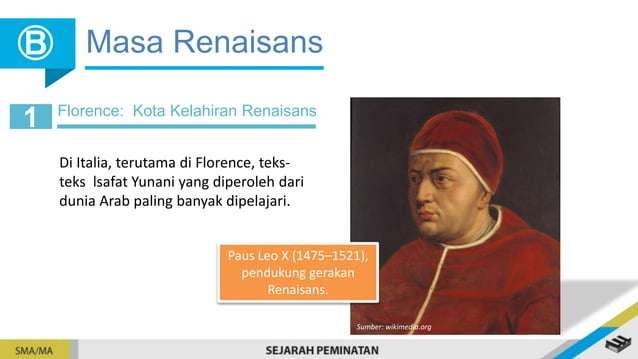 B
Masa Renaisans
1
Florence: Kota Kelahiran Renaisans
Di Italia, terutama di Florence, teks-
teks lsafat Yunani yang diperoleh dari
dunia Arab paling banyak dipelajari.
Paus Leo X (1475–1521),
pendukung gerakan
Renaisans.
Sumber: wikimedia.org
SMA/MA
SEJARAH PEMINATAN